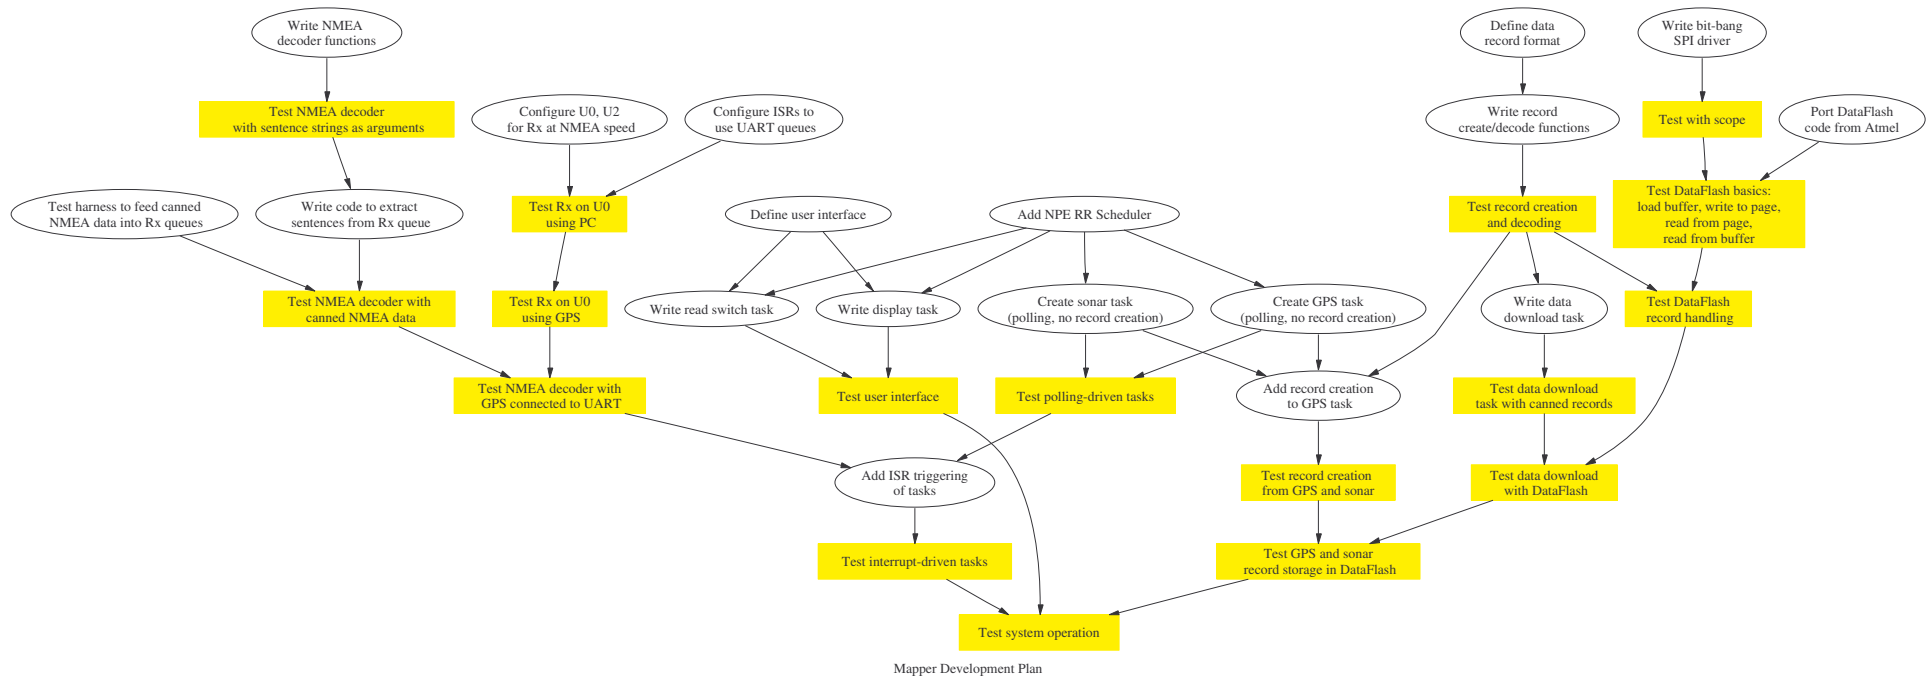 Write NMEA
decoder functions
Define data
record format
Write bit-bang
SPI driver
Test NMEA decoder
with sentence strings as arguments
Configure U0, U2
for Rx at NMEA speed
Configure ISRs to
use UART queues
Write record
create/decode functions
Test with scope
Port DataFlash
code from Atmel
Test harness to feed canned
NMEA data into Rx queues
Write code to extract
sentences from Rx queue
Test Rx on U0
using PC
Define user interface
Add NPE RR Scheduler
Test record creation
and decoding
Test DataFlash basics:
load buffer, write to page,
read from page,
read from buffer
Test NMEA decoder with
canned NMEA data
Test Rx on U0
using GPS
Write read switch task
Write display task
Create sonar task
(polling, no record creation)
Create GPS task
(polling, no record creation)
Write data
download task
Test DataFlash
record handling
Test NMEA decoder with
GPS connected to UART
Test user interface
Test polling-driven tasks
Add record creation
to GPS task
Test data download
task with canned records
Add ISR triggering
of tasks
Test record creation
from GPS and sonar
Test data download
with DataFlash
Test interrupt-driven tasks
Test GPS and sonar
record storage in DataFlash
Test system operation
Mapper Development Plan